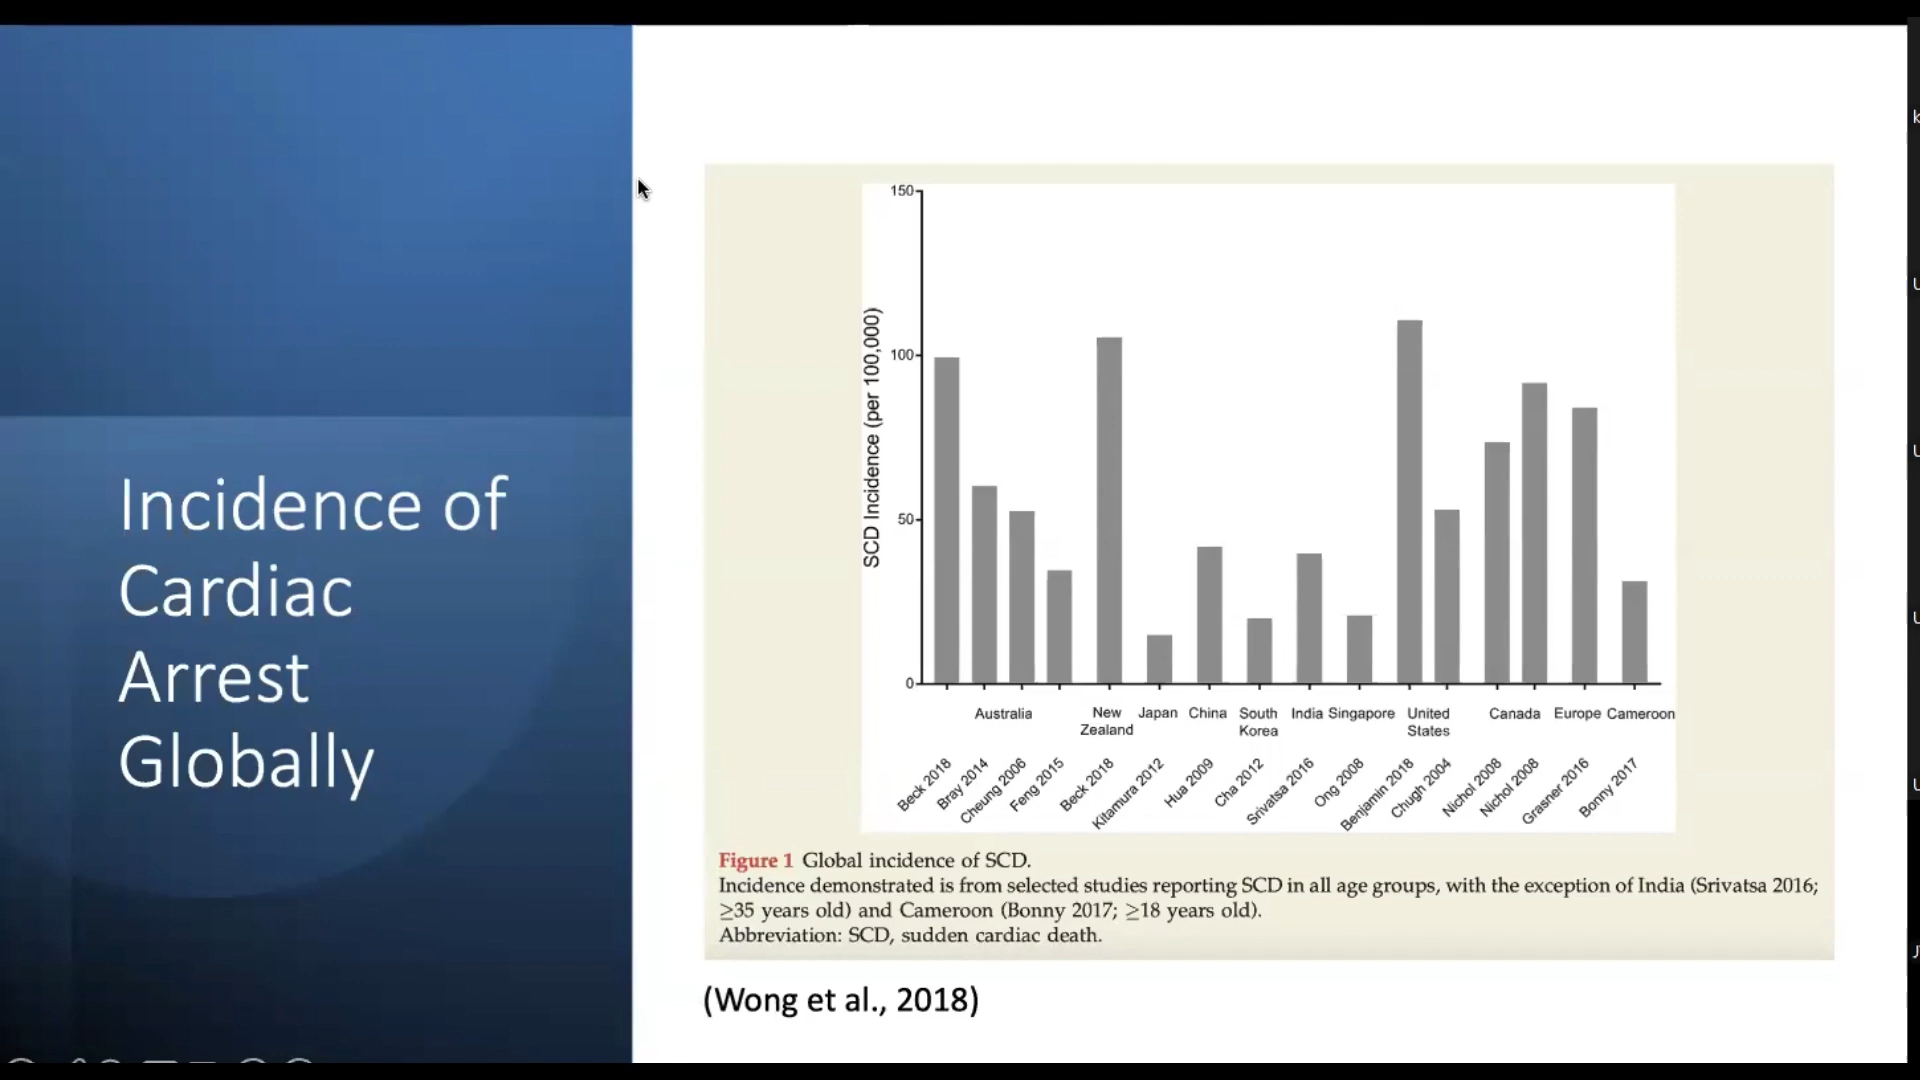 Incidence of
Cardiac
Arrest
Globally
SCD Incidence (per 100,000)
150
100
50
0
Australia
New
Zealand
Japan
China
South
Korea
India
Singapore
United
States
Canada
Europe
Cameroon
Beck 2018
Bray 2014
Cheung 2006
Feng 2015
Beck 2018
Kitamura 2012
Hua 2009
Cha 2012
Srivatsa 2016
Ong 2008
Benjamin 2018
Chugh 2004
Nichol 2008
Nichol 2008
Grasner 2016
Bonny 2017
Figure 1 Global incidence of SCD.
Incidence demonstrated is from selected studies reporting SCD in all age groups, with the exception of India (Srivatsa 2016;
≥35 years old) and Cameroon (Bonny 2017; ≥18 years old).
Abbreviation: SCD, sudden cardiac death.
(Wong et al., 2018)